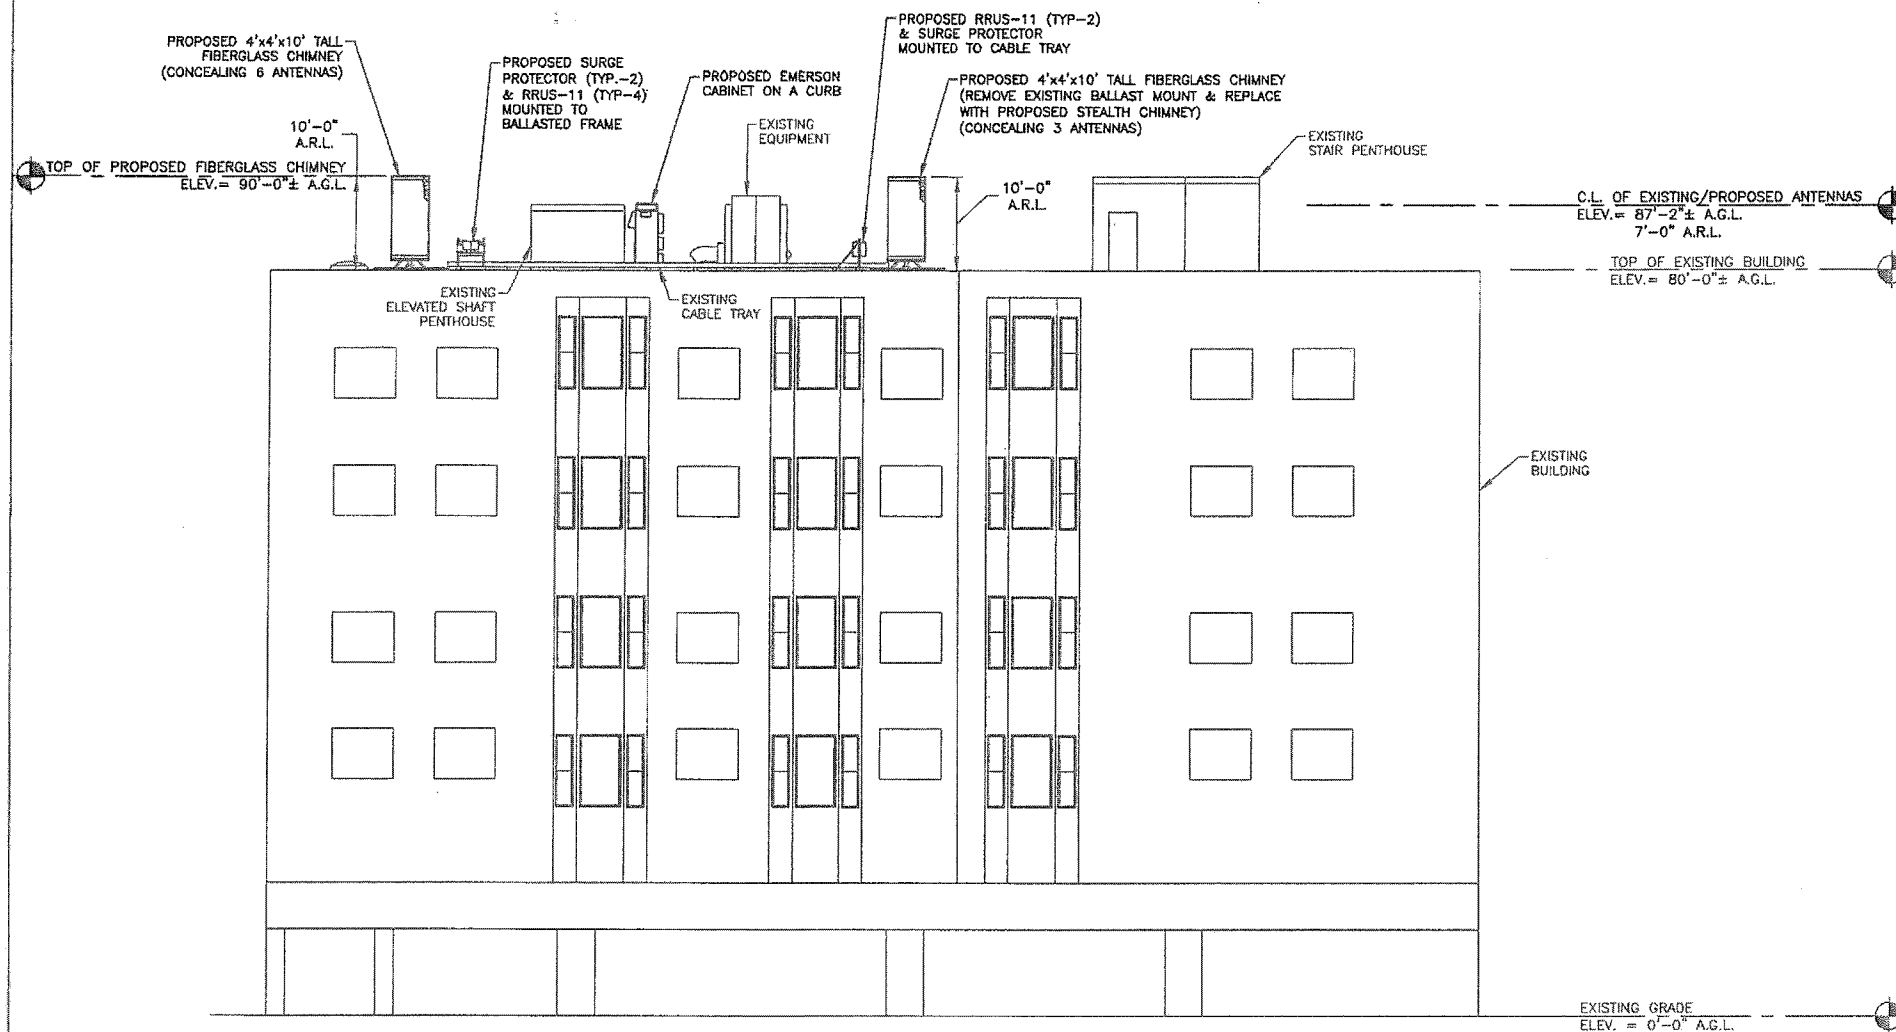 PROPOSED 4'x4'x10' TALL
FIBERGLASS CHIMNEY
(CONCEALING 6 ANTENNAS)
PROPOSED SURGE
PROTECTOR (TYP.-2)
& RRUS-11 (TYP-4)
MOUNTED TO
BALLASTED FRAME
PROPOSED EMERSON
CABINET ON A CURB
EXISTING
EQUIPMENT
PROPOSED RRUS-11 (TYP-2)
& SURGE PROTECTOR
MOUNTED TO CABLE TRAY
PROPOSED 4'x4'x10' TALL FIBERGLASS CHIMNEY
(REMOVE EXISTING BALLAST MOUNT & REPLACE
WITH PROPOSED STEALTH CHIMNEY)
(CONCEALING 3 ANTENNAS)
EXISTING
STAIR PENTHOUSE
10'-0"
A.R.L.
TOP OF PROPOSED FIBERGLASS CHIMNEY
ELEV.= 90'-0"± A.G.L.
10'-0"
A.R.L.
C.L. OF EXISTING/PROPOSED ANTENNAS
ELEV.= 87'-2"± A.G.L.
7'-0" A.R.L.
TOP OF EXISTING BUILDING
ELEV.= 80'-0"± A.G.L.
EXISTING
ELEVATED SHAFT
PENTHOUSE
EXISTING
CABLE TRAY
EXISTING
BUILDING
EXISTING GRADE
ELEV. = 0'-0" A.G.L.